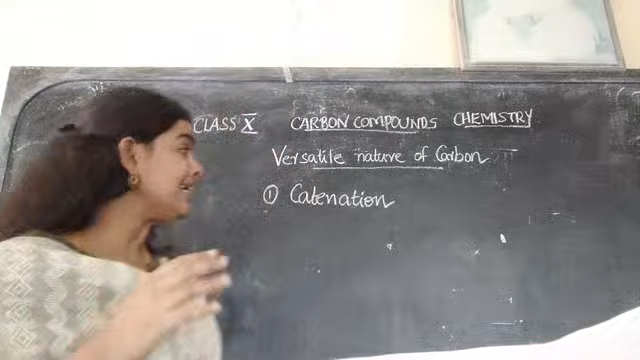 CLASS X CARBON COMPOUNDS CHEMISTRY
Versatile nature of Carbon
① Catenation